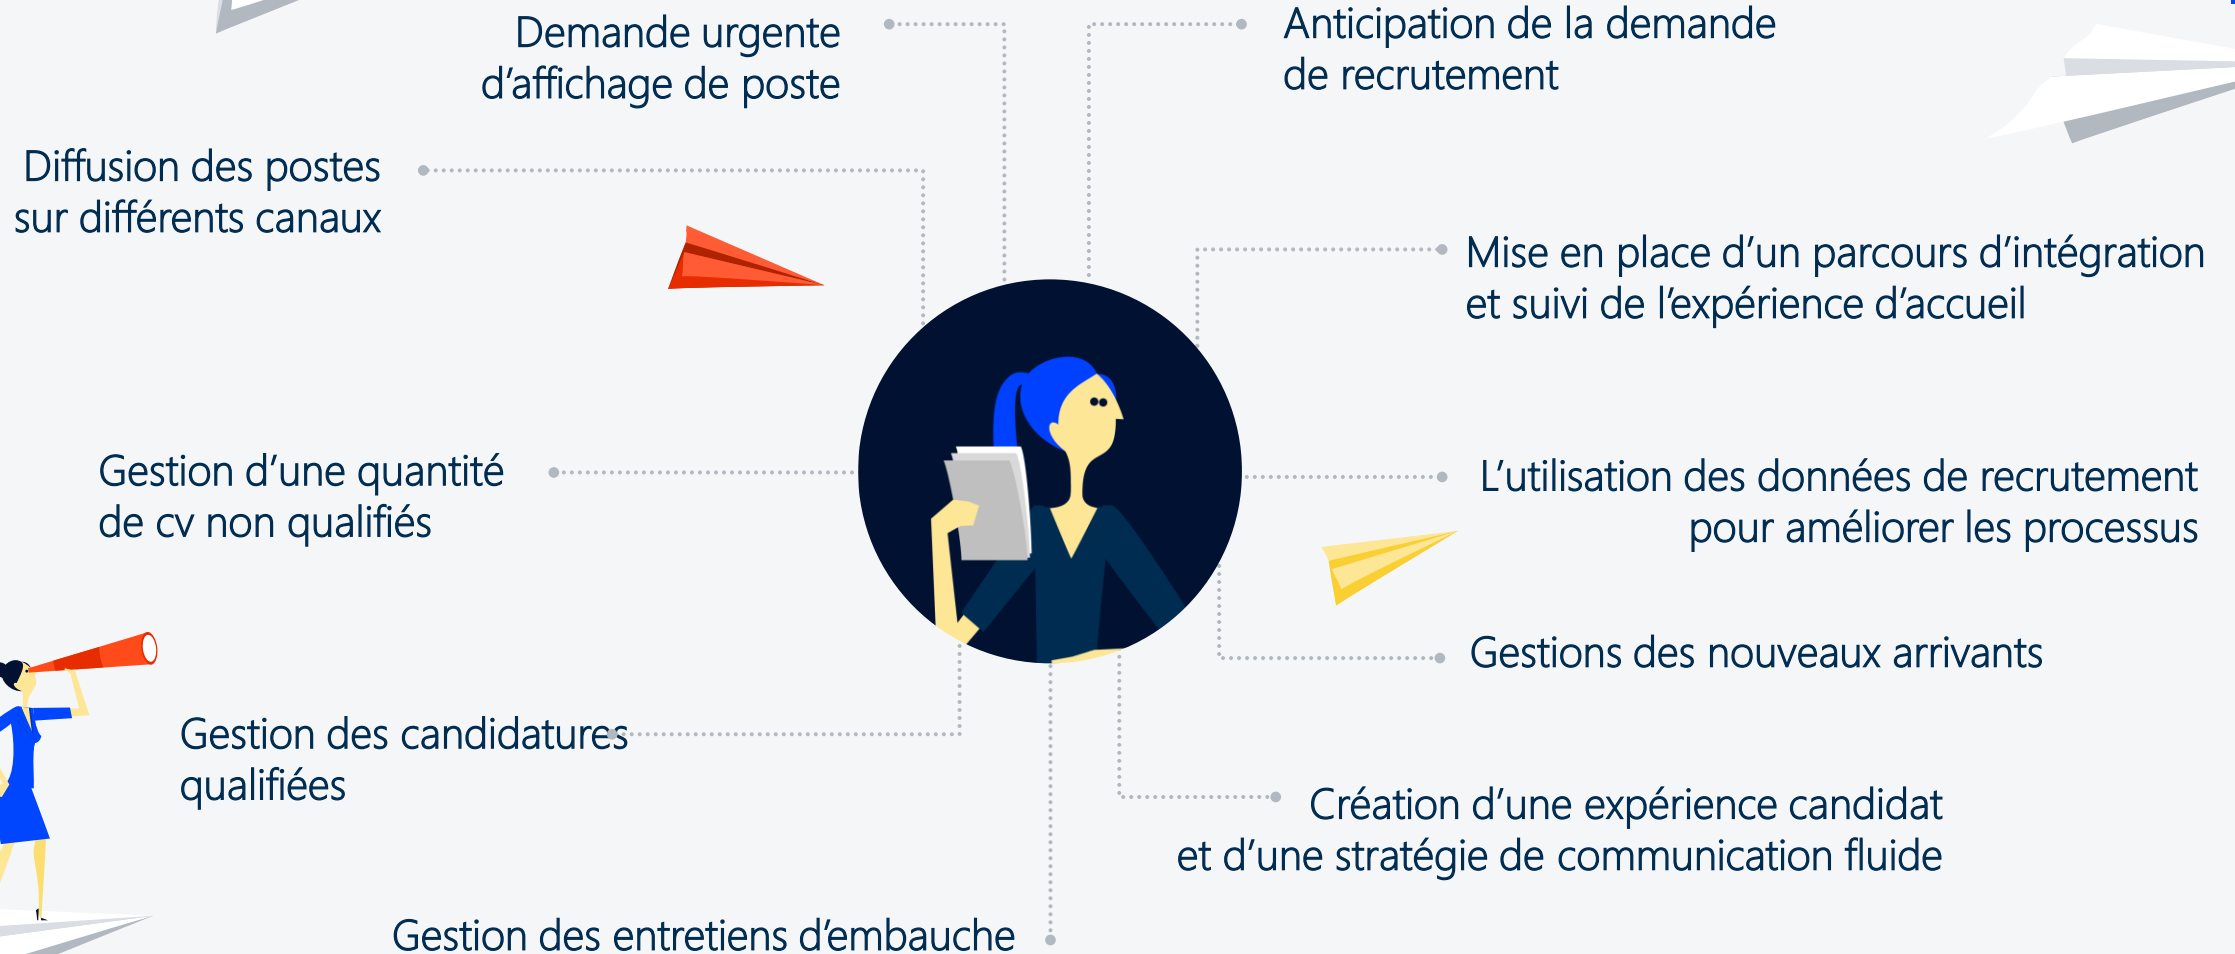 Demande urgente
d’affichage de poste
Anticipation de la demande
de recrutement
Diffusion des postes
sur différents canaux
Mise en place d’un parcours d’intégration
et suivi de l’expérience d’accueil
Gestion d’une quantité
de cv non qualifiés
L’utilisation des données de recrutement
pour améliorer les processus
Gestions des nouveaux arrivants
Gestion des candidatures
qualifiées
Création d’une expérience candidat
et d’une stratégie de communication fluide
Gestion des entretiens d’embauche